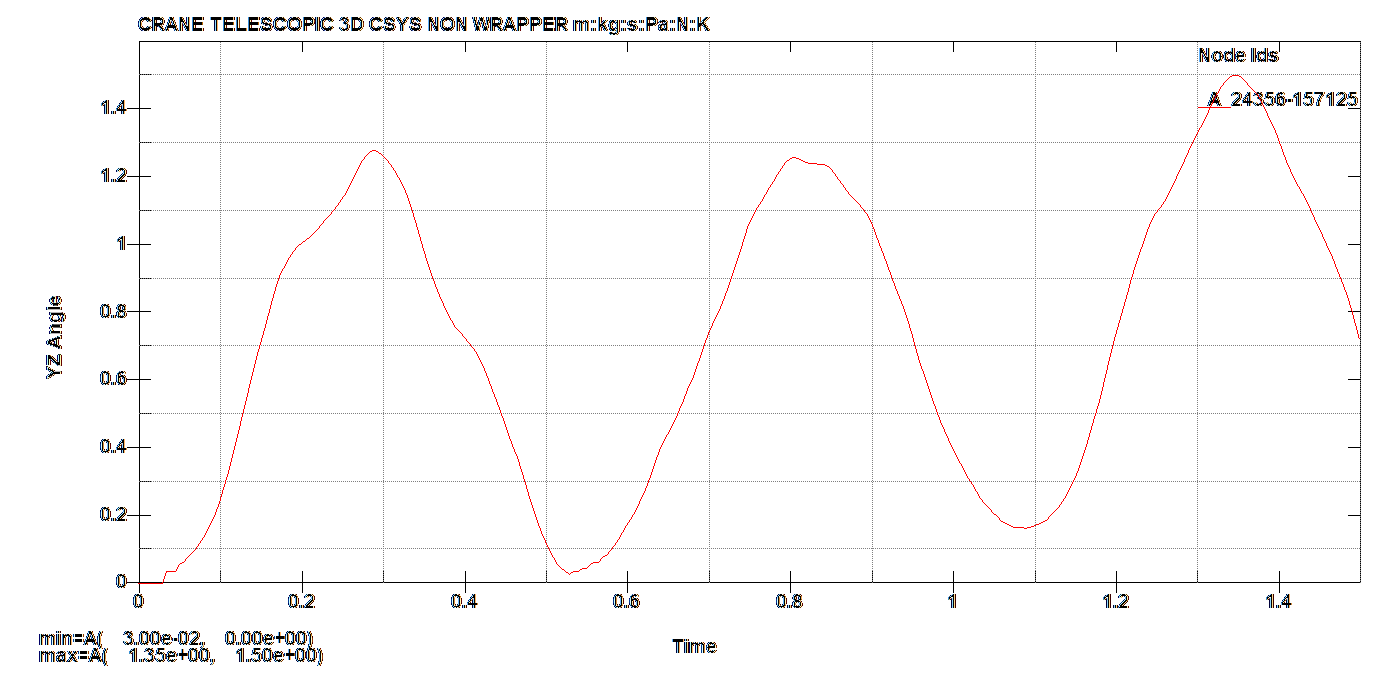 CRANE TELESCOPIC 3D CSYS NON WRAPPER m:kg:s:Pa:N:K
Node Ids
A 24356-157125
1.4
1.2
1
0.8
0.6
0.4
0.2
0
YZ Angle
0 0.2 0.4 0.6 0.8 1 1.2 1.4
Time
min=A( 3.00e-02, 0.00e+00)
max=A( 1.35e+00, 1.50e+00)